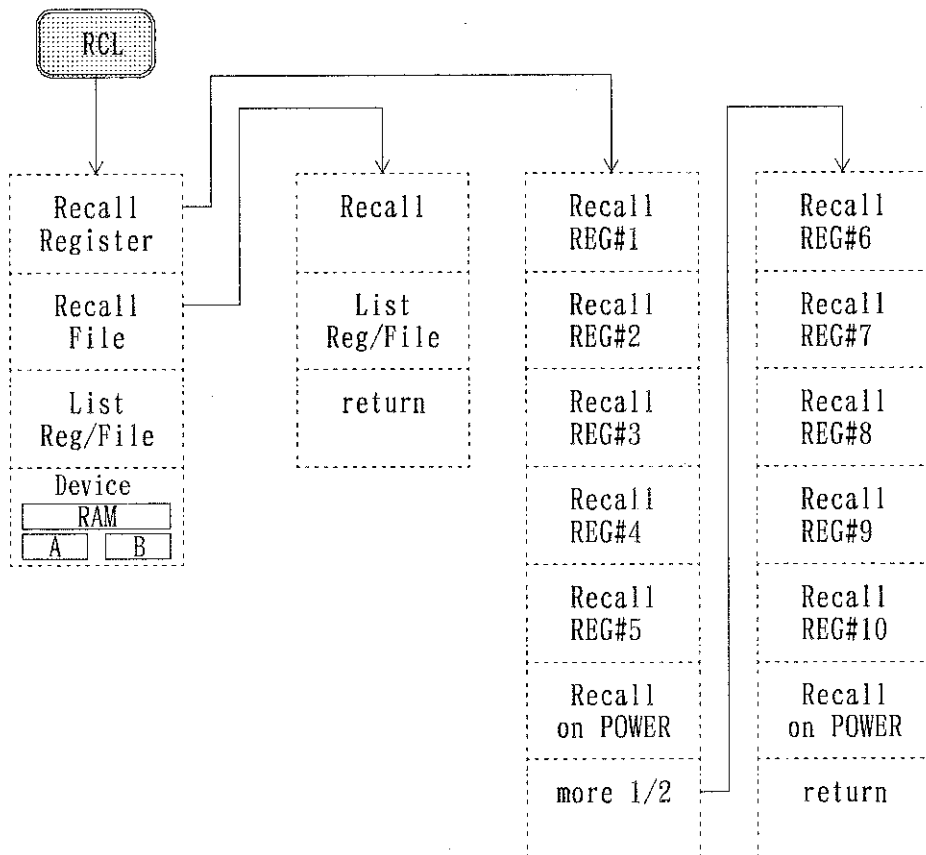 RCL
Recall
Register
Recall
File
List
Reg/File
Device
RAM
A B
Recall
List
Reg/File
return
Recall
REG#1
Recall
REG#2
Recall
REG#3
Recall
REG#4
Recall
REG#5
Recall
on POWER
more 1/2
Recall
REG#6
Recall
REG#7
Recall
REG#8
Recall
REG#9
Recall
REG#10
Recall
on POWER
return